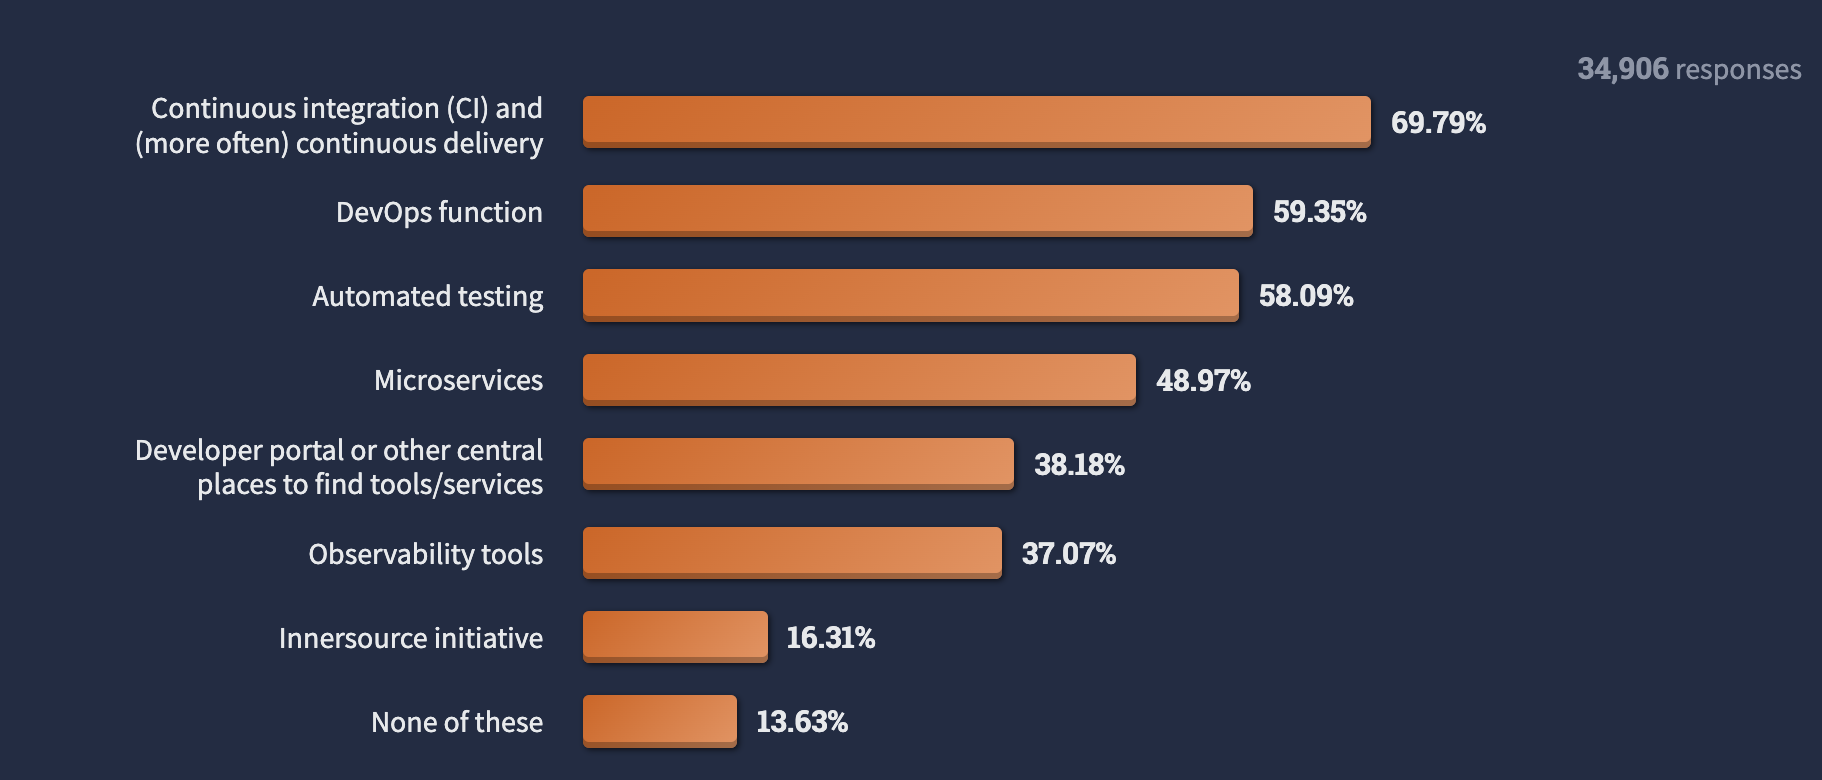 34,906 responses
Continuous integration (CI) and
(more often) continuous delivery
69.79%
DevOps function
59.35%
Automated testing
58.09%
Microservices
48.97%
Developer portal or other central
places to find tools/services
38.18%
Observability tools
37.07%
Innersource initiative
16.31%
None of these
13.63%